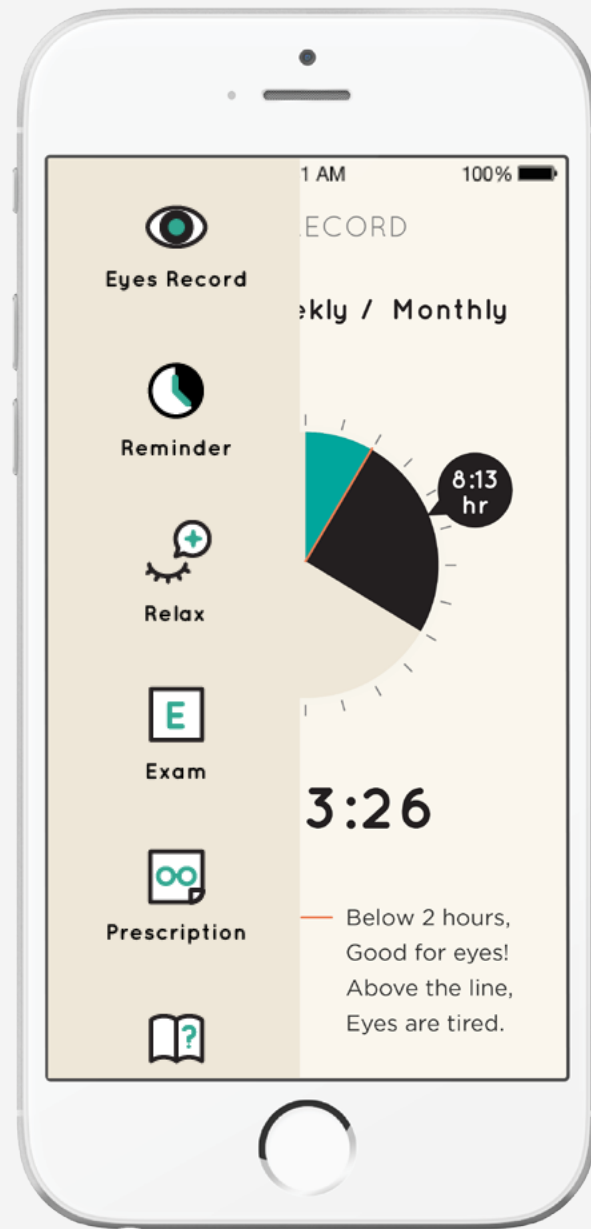 1 AM
100%
ECORD
Eyes Record
ekly / Monthly
Reminder
8:13
hr
Relax
E
Exam
3:26
Prescription
Below 2 hours,
Good for eyes!
Above the line,
Eyes are tired.
?